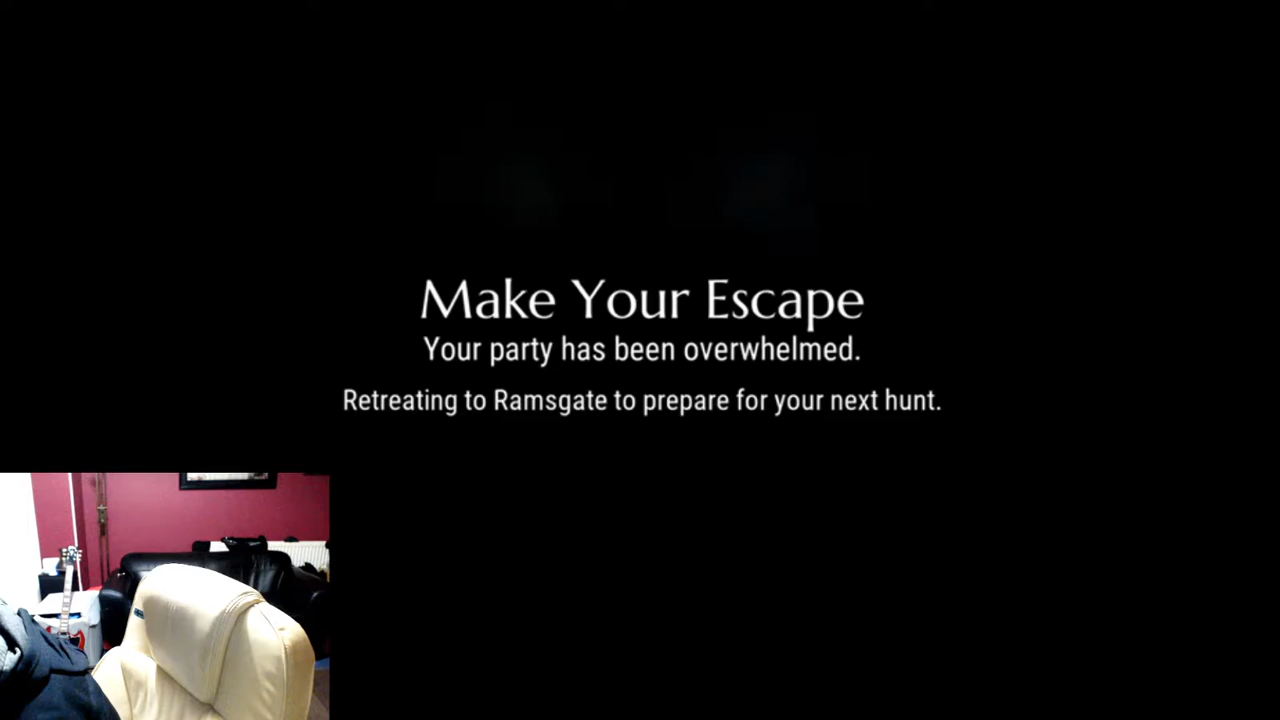 Make Your Escape
Your party has been overwhelmed.
Retreating to Ramsgate to prepare for your next hunt.